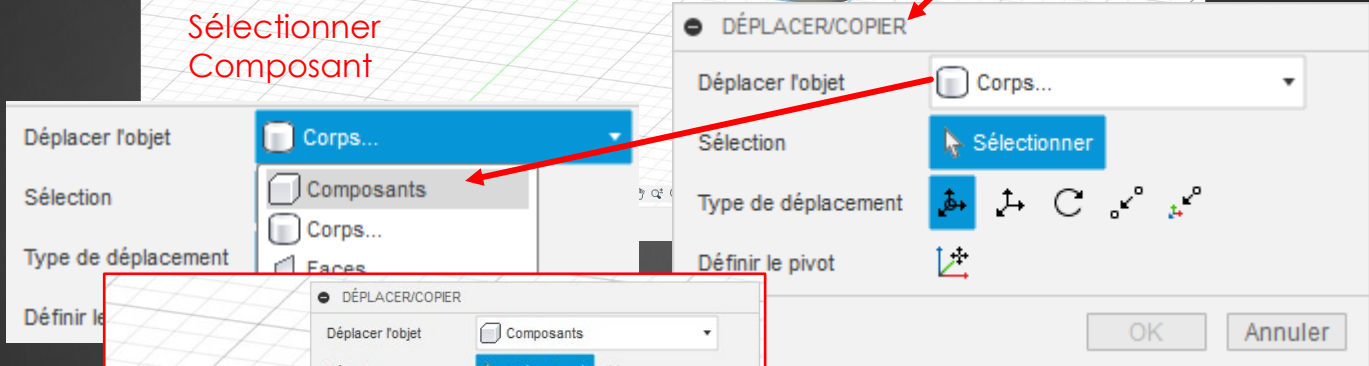 Sélectionner
Composant
DÉPLACER/COPIER
Déplacer l'objet
Corps...
Sélection
Sélectionner
Type de déplacement
Définir le pivot
OK
Annuler
Déplacer l'objet
Corps...
Sélection
Composants
Corps...
Type de déplacement
Faces
Définir le
DÉPLACER/COPIER
Déplacer l'objet
Composants